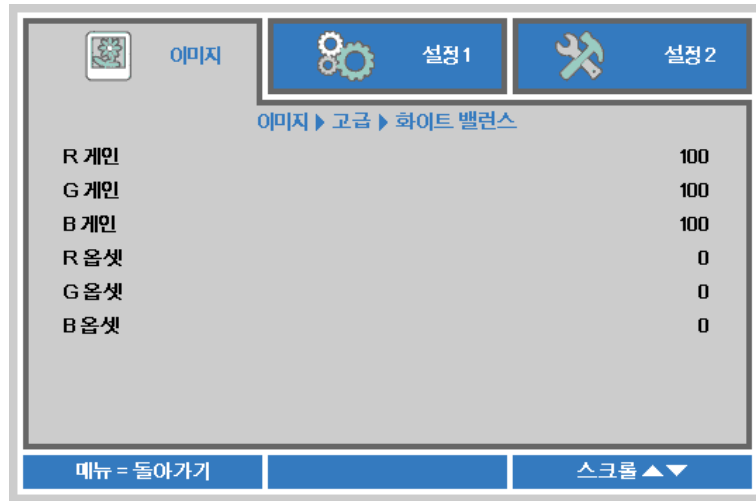 이미지 설정 1 설정 2
이미지 ▶ 고급 ▶ 화이트 밸런스
R 게인 100
G 게인 100
B 게인 100
R 옵셋 0
G 옵셋 0
B 옵셋 0
메뉴 = 돌아가기 스크롤 ▲▼